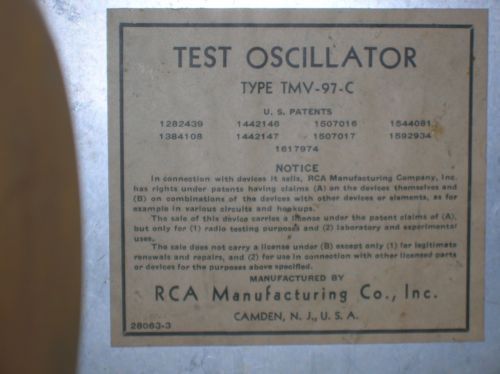 TEST OSCILLATOR
TYPE TMV-97-C
U. S. PATENTS
1282439 1442146 1507016 1544081
1384108 1442147 1507017 1592934
1617974
NOTICE
In connection with devices it sells, RCA Manufacturing Company, Inc.
has rights under patents having claims (A) on the devices themselves and
(B) on combinations of the devices with other devices or elements, as for
example in various circuits and hookups.
The sale of this device carries a license under the patent claims of (A),
but only for (1) radio testing purposes and (2) laboratory and experimental
uses.
The sale does not carry a license under (B) except only (1) for legitimate
renewals and repairs, and (2) for use in connection with other licensed parts
or devices for the purposes above specified.
MANUFACTURED BY
RCA Manufacturing Co., Inc.
CAMDEN, N. J., U. S. A.
28063-3